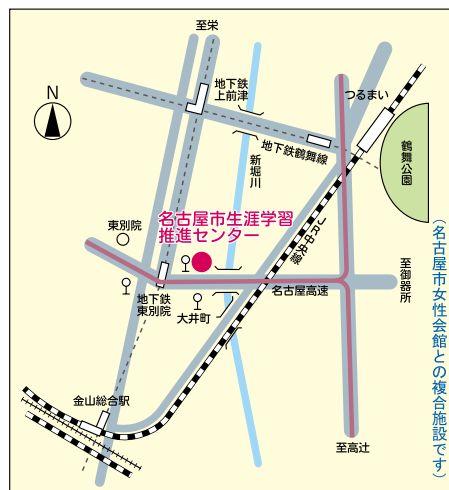 至栄
地下鉄
上前津
つるまい
N
地下鉄鶴舞線
鶴舞公園
新堀川
名古屋市生涯学習
推進センター
東別院
JR中央線
至御器所
地下鉄
東別院
名古屋高速
大井町
金山総合駅
至高辻
(名古屋市女性会館との複合施設です)